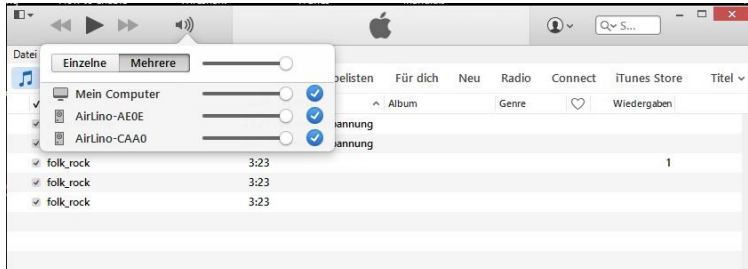 S...
Datei
Einzelne Mehrere
belisten Für dich Neu Radio Connect iTunes Store Titel
Mein Computer
Album Genre Wiedergaben
AirLino-AE0E
pannung
AirLino-CAA0
pannung
folk_rock 3:23 1
folk_rock 3:23
folk_rock 3:23